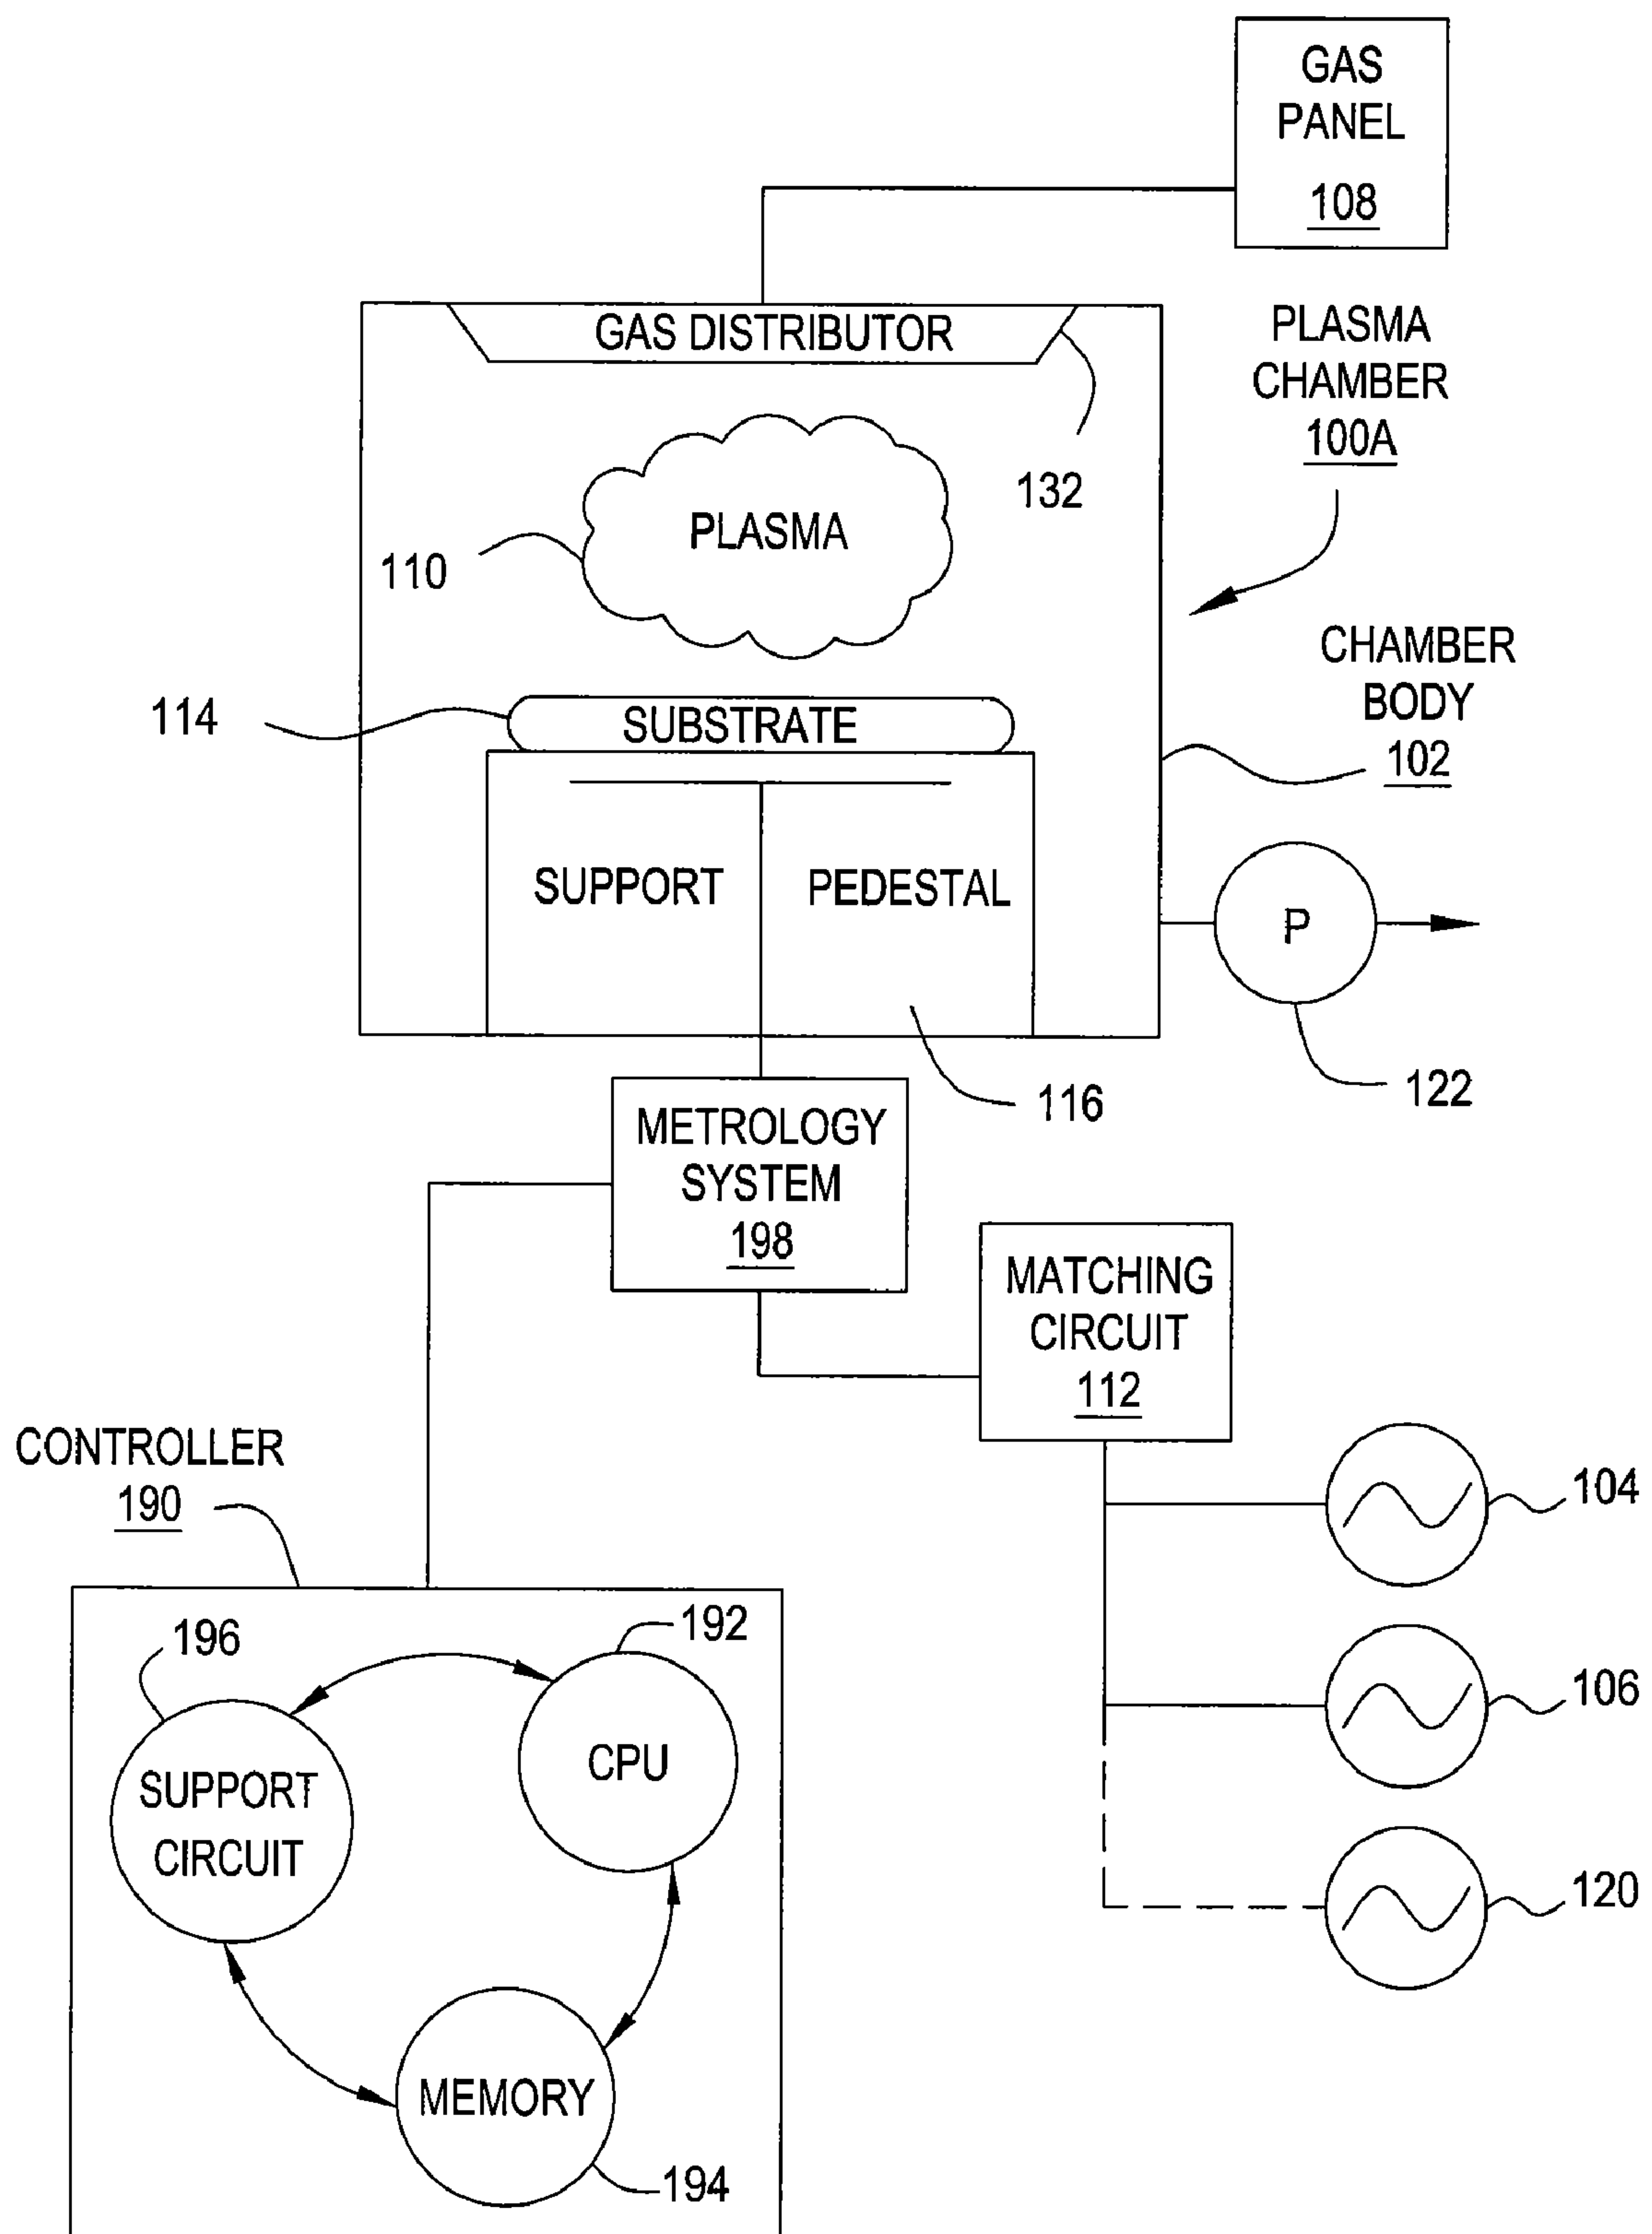 GAS
PANEL
108
GAS DISTRIBUTOR
PLASMA
CHAMBER
100A
132
PLASMA
110
CHAMBER
BODY
102
114
SUBSTRATE
SUPPORT PEDESTAL
P
122
116
METROLOGY
SYSTEM
198
MATCHING
CIRCUIT
112
CONTROLLER
190
104
196
192
106
CPU
SUPPORT
CIRCUIT
120
MEMORY
194